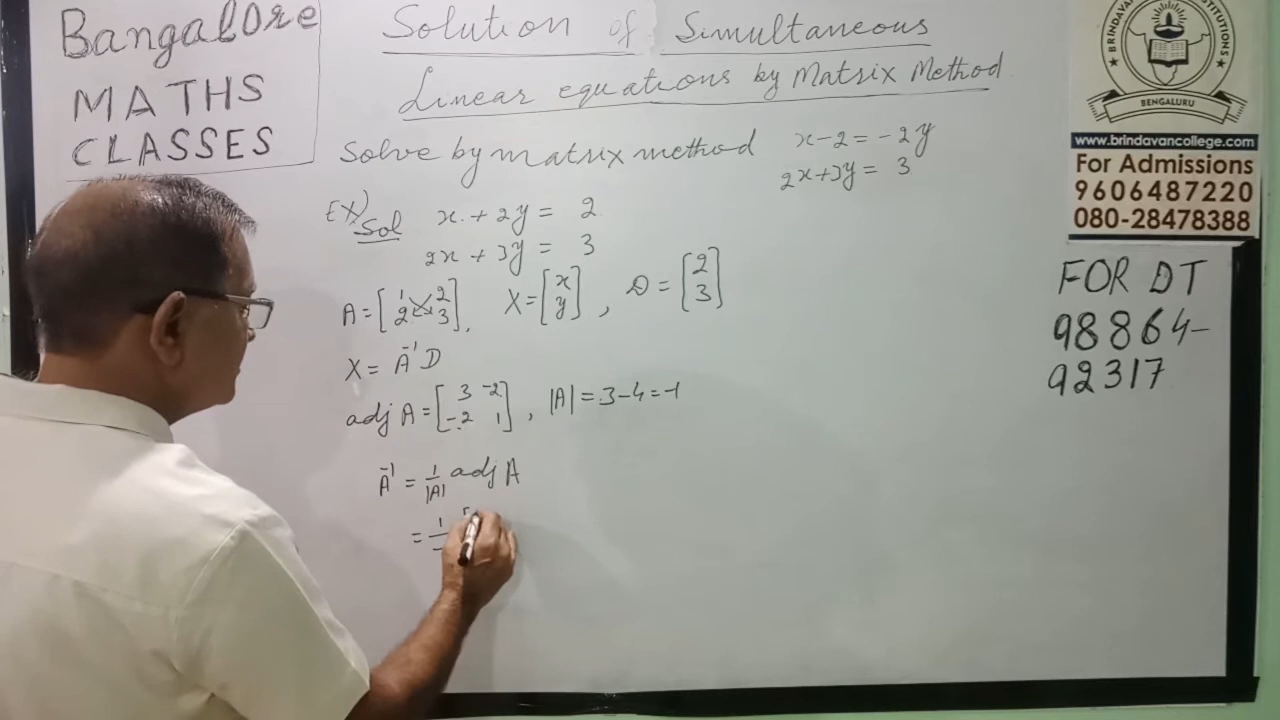 Bangalore
MATHS
CLASSES
Solution of Simultaneous
Linear equations by Matrix Method
Solve by matrix method x-2 = -2y
2x+3y = 3
EX)
Sol x + 2y = 2
2x + 3y = 3
A = [1 2 2 3], X = [x y], D = [2 3]
X = A⁻¹ D
adj A = [3 -2 -2 1], |A| = 3-4 = -1
A⁻¹ = 1/|A| adj A
= 1/
BENGALURU
www.brindavancollege.com
For Admissions
9606487220
080-28478388
FOR DT
98864-
92317